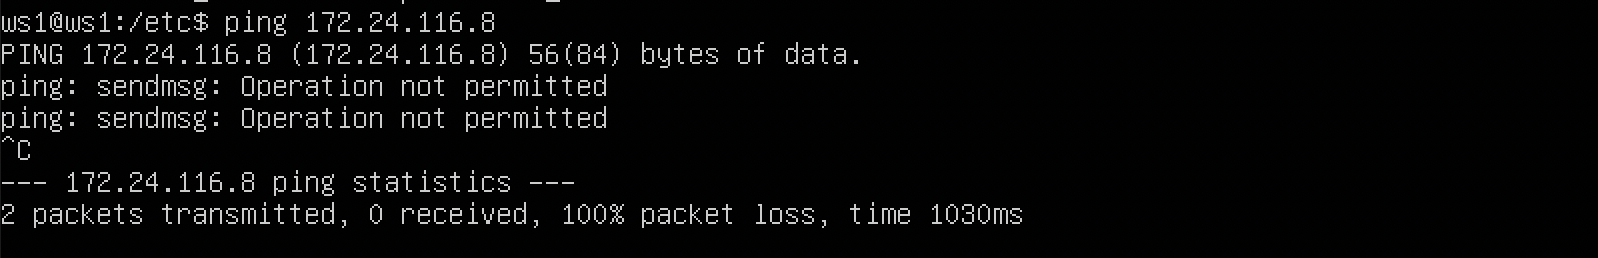 ws1@ws1:/etc$ ping 172.24.116.8
PING 172.24.116.8 (172.24.116.8) 56(84) bytes of data.
ping: sendmsg: Operation not permitted
ping: sendmsg: Operation not permitted
^C
--- 172.24.116.8 ping statistics ---
2 packets transmitted, 0 received, 100% packet loss, time 1030ms